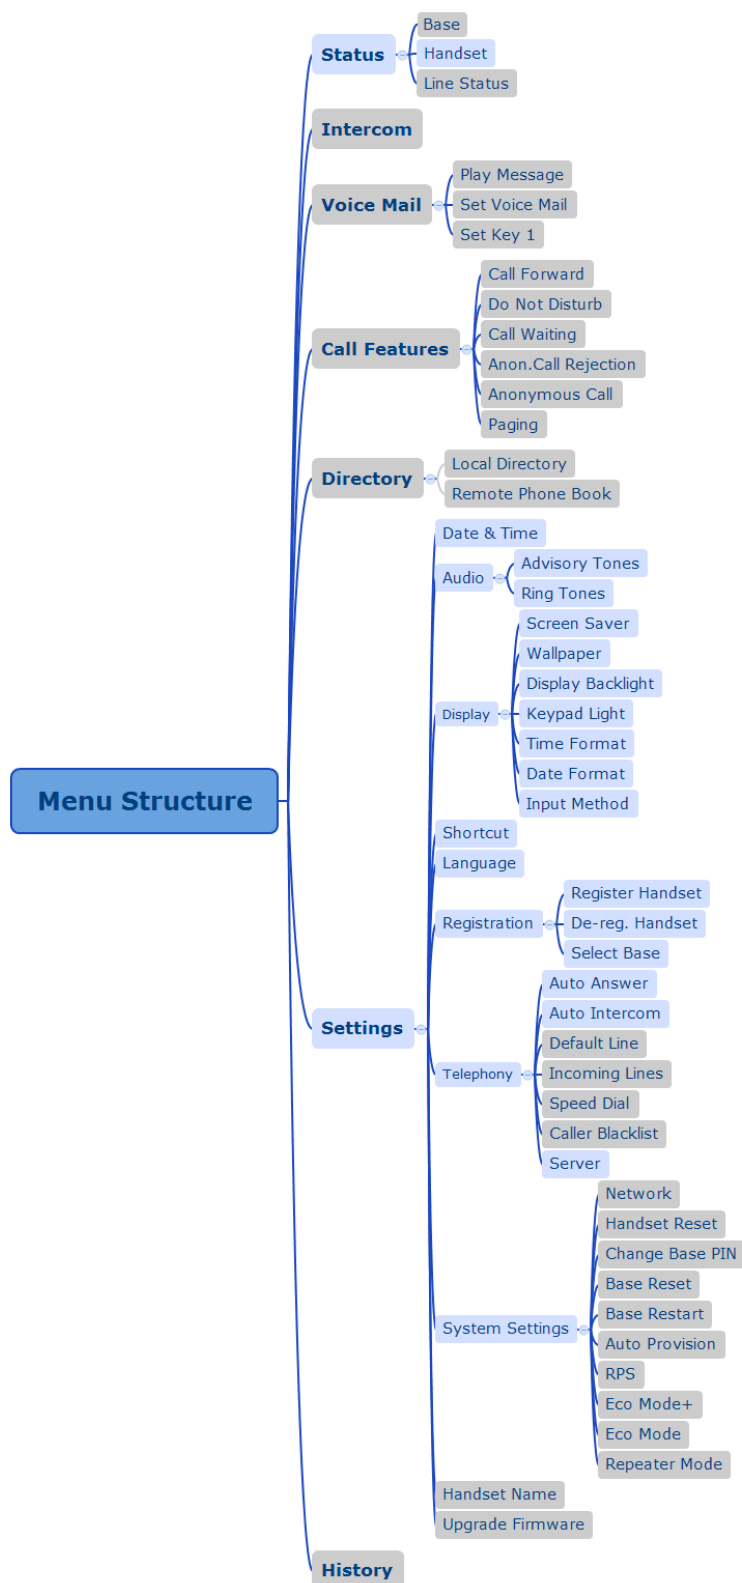 Menu Structure
Status
Base
Handset
Line Status
Intercom
Voice Mail
Play Message
Set Voice Mail
Set Key 1
Call Features
Call Forward
Do Not Disturb
Call Waiting
Anon.Call Rejection
Anonymous Call
Paging
Directory
Local Directory
Remote Phone Book
Settings
Date & Time
Audio
Advisory Tones
Ring Tones
Display
Screen Saver
Wallpaper
Display Backlight
Keypad Light
Time Format
Date Format
Input Method
Shortcut
Language
Registration
Register Handset
De-reg. Handset
Select Base
Telephony
Auto Answer
Auto Intercom
Default Line
Incoming Lines
Speed Dial
Caller Blacklist
Server
System Settings
Network
Handset Reset
Change Base PIN
Base Reset
Base Restart
Auto Provision
RPS
Eco Mode+
Eco Mode
Repeater Mode
Handset Name
Upgrade Firmware
History